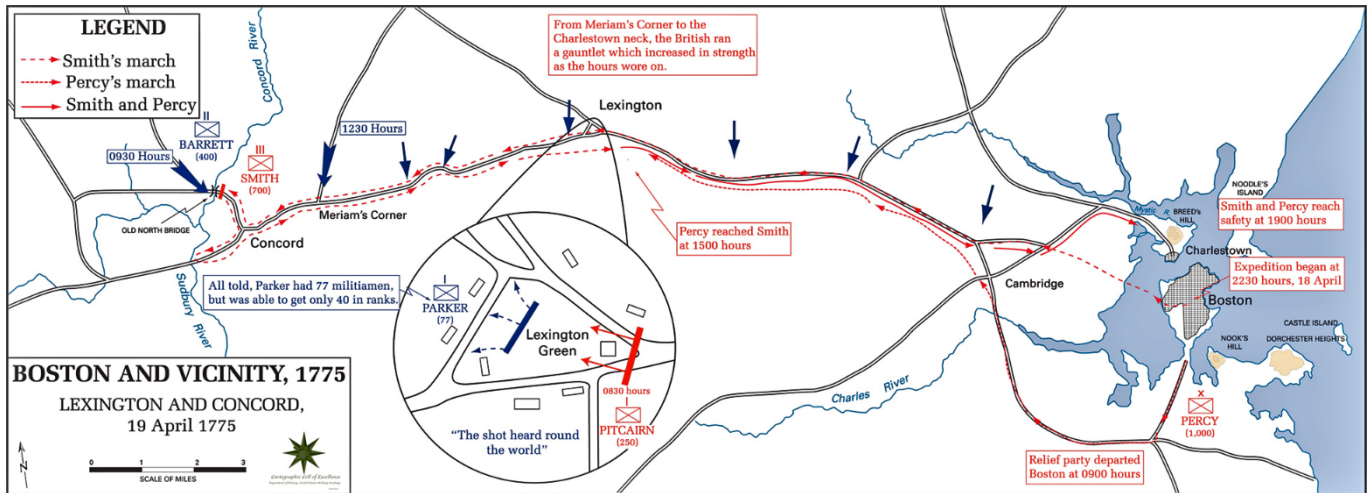 LEGEND
Smith's march
Percy's march
Smith and Percy
Concord River
II
BARRETT
(400)
0930 Hours
III
SMITH
(700)
1230 Hours
OLD NORTH BRIDGE
Concord
Meriam's Corner
Sudbury River
From Meriam's Corner to the
Charlestown neck, the British ran
a gauntlet which increased in strength
as the hours wore on.
Lexington
Percy reached Smith
at 1500 hours
All told, Parker had 77 militiamen,
but was able to get only 40 in ranks.
I
PARKER
(77)
Lexington
Green
0830 hours
I
PITCAIRN
(250)
"The shot heard round
the world"
Cambridge
Charles River
Mystic R
BREED'S
HILL
NOODLE'S
ISLAND
Smith and Percy reach
safety at 1900 hours
Charlestown
Expedition began at
2230 hours, 18 April
Boston
CASTLE ISLAND
NOOK'S
HILL
DORCHESTER HEIGHTS
X
PERCY
(1,000)
Relief party departed
Boston at 0900 hours
BOSTON AND VICINITY, 1775
LEXINGTON AND CONCORD,
19 April 1775
N
0 1 2 3
SCALE OF MILES
Cartographic Cell of Excellence